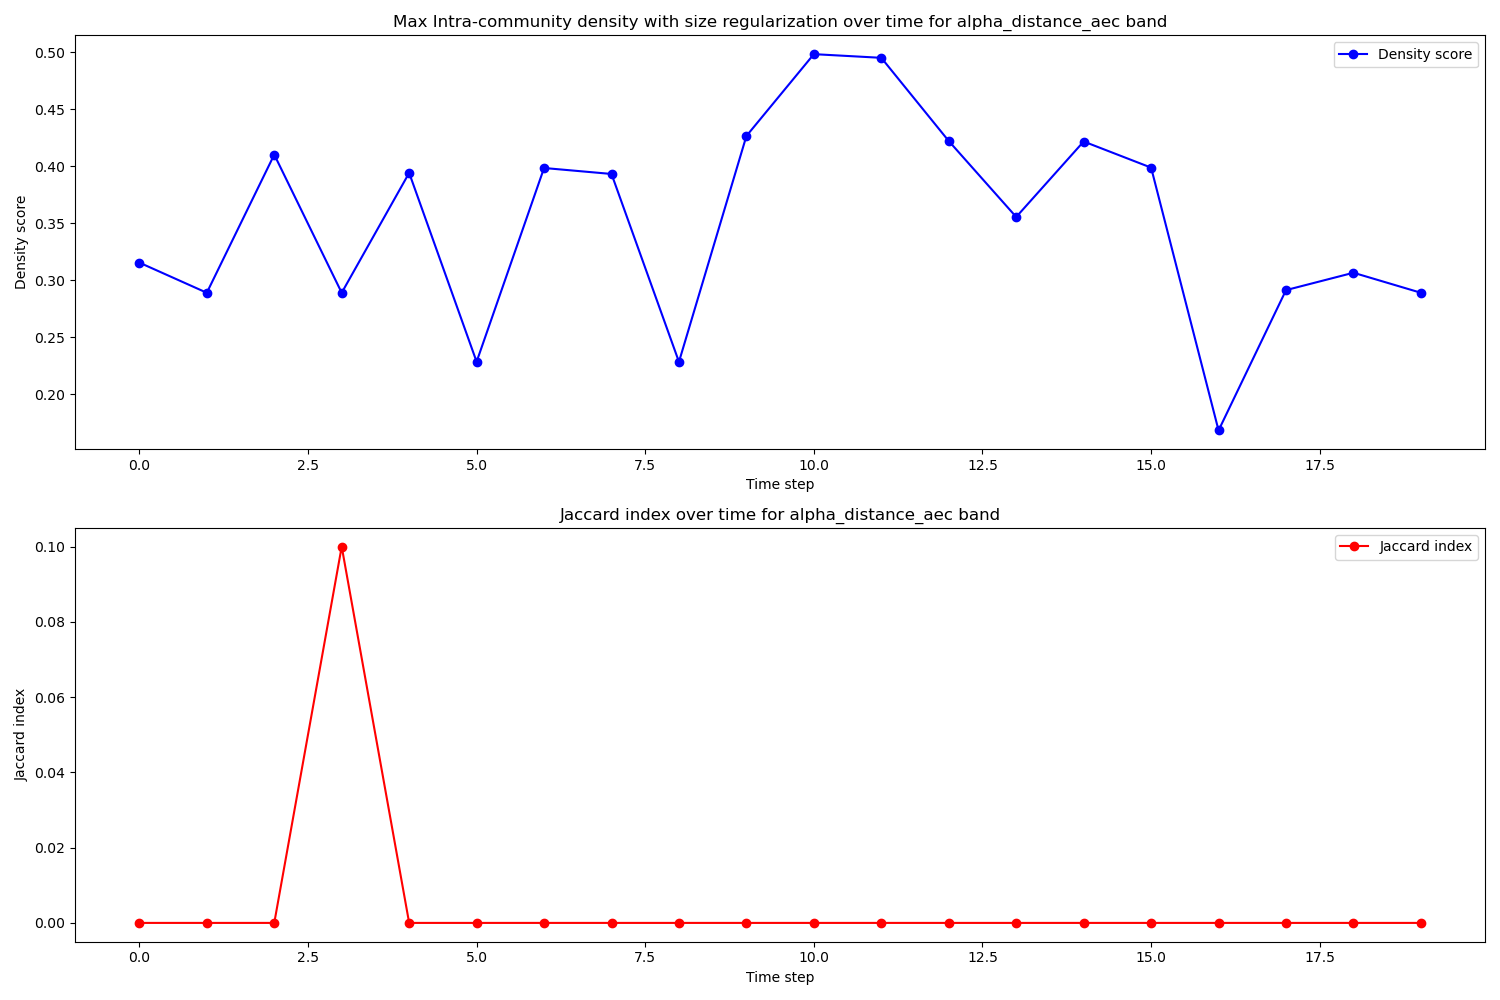 Max Intra-community density with size regularization over time for alpha_distance_aec band
Density score
0.50
0.45
0.40
0.35
0.30
0.25
0.20
Density score
0.0 2.5 5.0 7.5 10.0 12.5 15.0 17.5
Time step
Jaccard index over time for alpha_distance_aec band
Jaccard index
0.10
0.08
0.06
0.04
0.02
0.00
Jaccard index
0.0 2.5 5.0 7.5 10.0 12.5 15.0 17.5
Time step